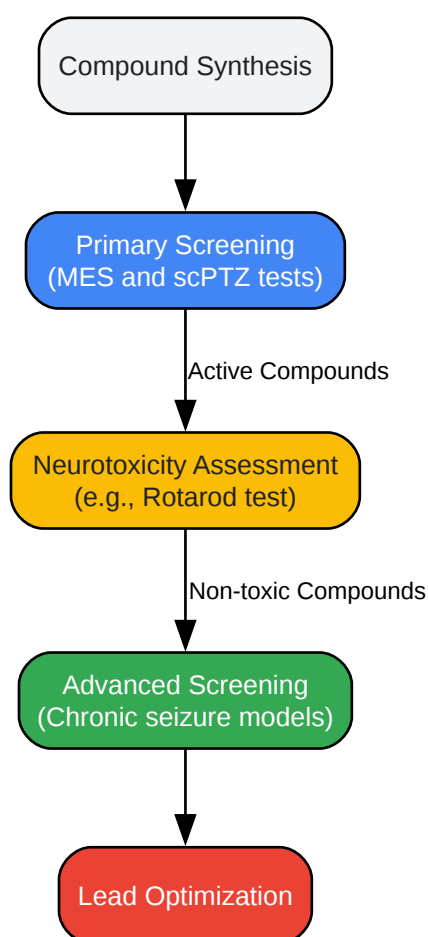 Compound Synthesis
Primary Screening
(MES and scPTZ tests)
Active Compounds
Neurotoxicity Assessment
(e.g., Rotarod test)
Non-toxic Compounds
Advanced Screening
(Chronic seizure models)
Lead Optimization